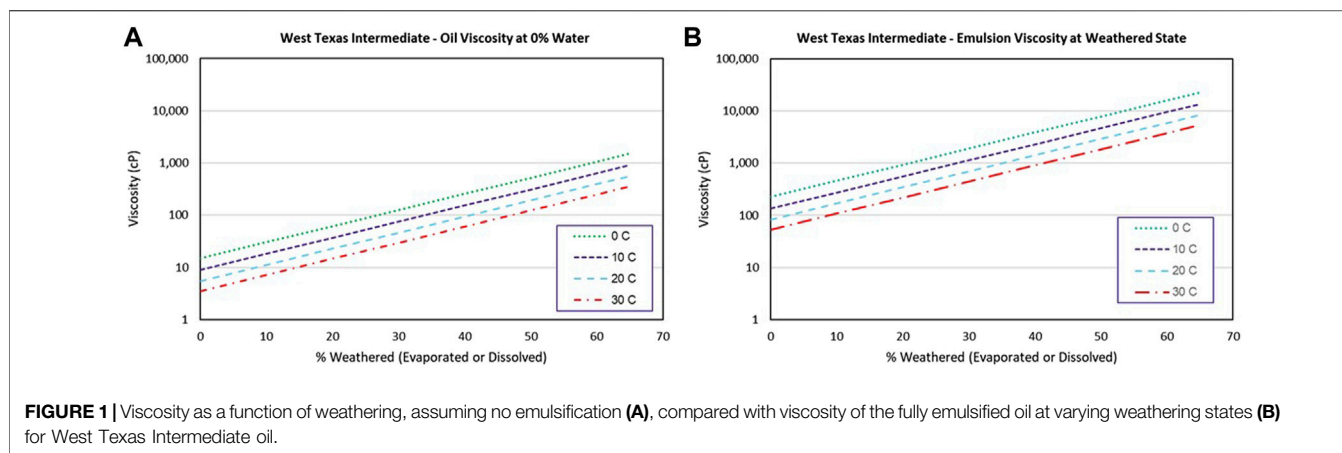 A
West Texas Intermediate - Oil Viscosity at 0% Water
100,000
10,000
1,000
100
10
1
Viscosity (cP)
0 10 20 30 40 50 60 70
% Weathered (Evaporated or Dissolved)
0 C
10 C
20 C
30 C
B
West Texas Intermediate - Emulsion Viscosity at Weathered State
100,000
10,000
1,000
100
10
1
Viscosity (cP)
0 10 20 30 40 50 60 70
% Weathered (Evaporated or Dissolved)
0 C
10 C
20 C
30 C
FIGURE 1 | Viscosity as a function of weathering, assuming no emulsification (A), compared with viscosity of the fully emulsified oil at varying weathering states (B)
for West Texas Intermediate oil.